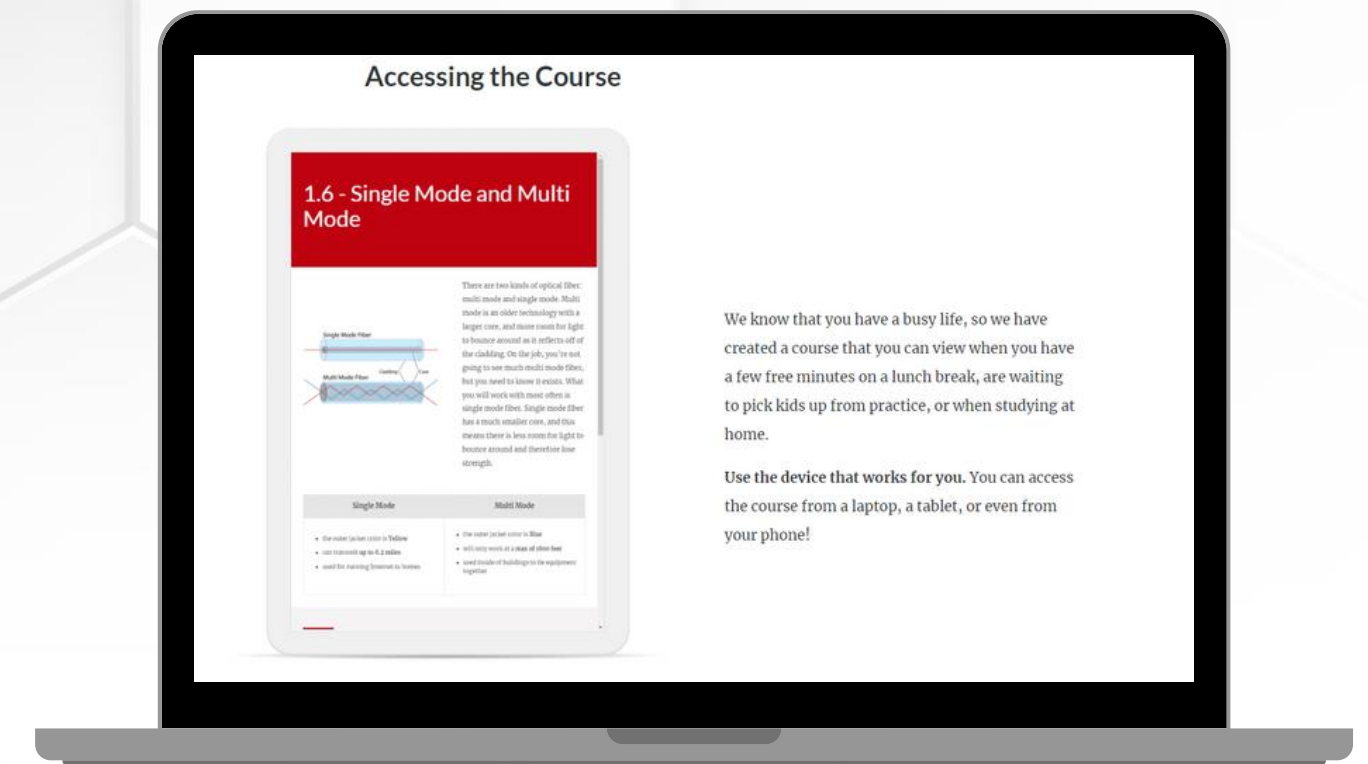 Accessing the Course
1.6 - Single Mode and Multi
Mode
There are two kinds of optical fiber:
multi mode and single mode. Multi
mode is an older technology with a
larger core, and more room for light
to bounce around as it reflects off of
the cladding. On the job, you're not
going to see much multi mode fiber,
but you need to know it exists. What
you will work with most often is
single mode fiber. Single mode fiber
has a much smaller core, and this
means there is less room for light to
bounce around and therefore lose
strength.
Single Mode Fiber
Multi Mode Fiber
Cladding
Core
Single Mode
the outer jacket color is Yellow
can transmit up to 6.2 miles
used for running Internet to homes
Multi Mode
the outer jacket color is Blue
will only work at a max of feet
used inside of buildings to tie equipment
together
We know that you have a busy life, so we have
created a course that you can view when you have
a few free minutes on a lunch break, are waiting
to pick kids up from practice, or when studying at
home.
Use the device that works for you. You can access
the course from a laptop, a tablet, or even from
your phone!